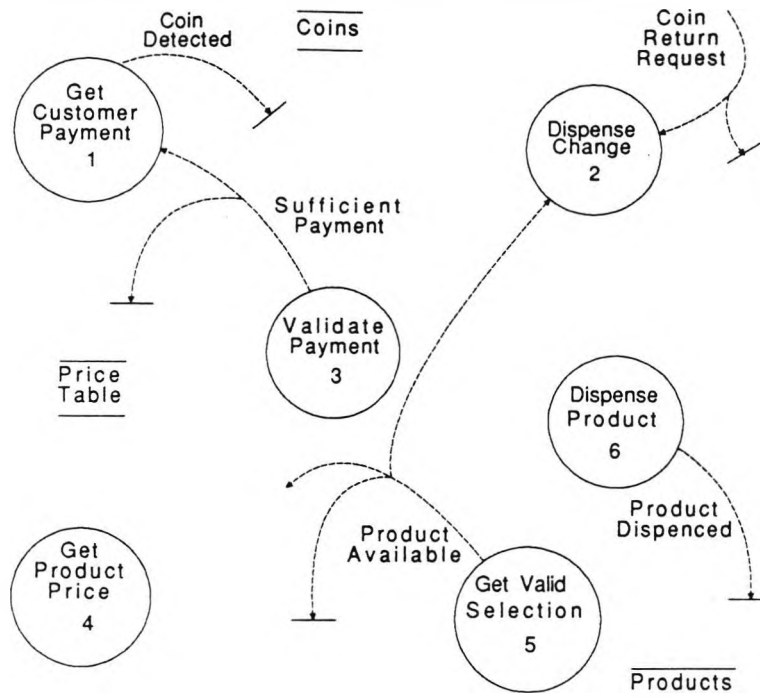 Coin
Detected
Coins
Coin
Return
Request
Get
Customer
Payment
1
Dispense
Change
2
Sufficient
Payment
Validate
Payment
3
Price
Table
Dispense
Product
6
Product
Dispenced
Product
Available
Get
Product
Price
4
Get Valid
Selection
5
Products